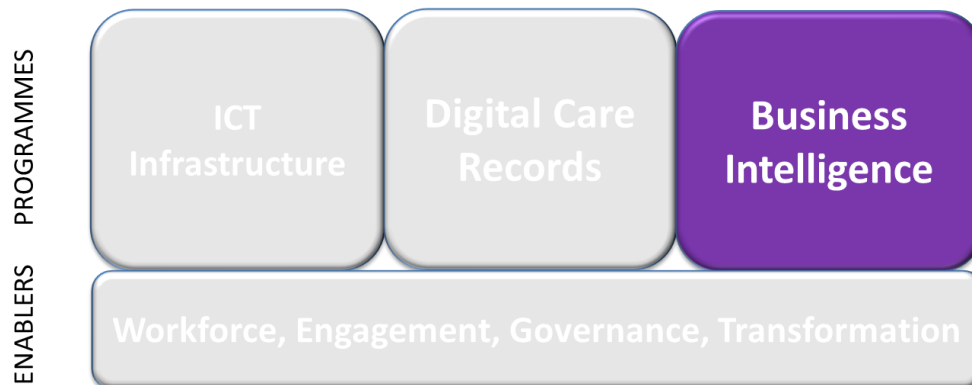 PROGRAMMES
ICT
Infrastructure
Digital Care
Records
Business
Intelligence
ENABLERS
Workforce, Engagement, Governance, Transformation